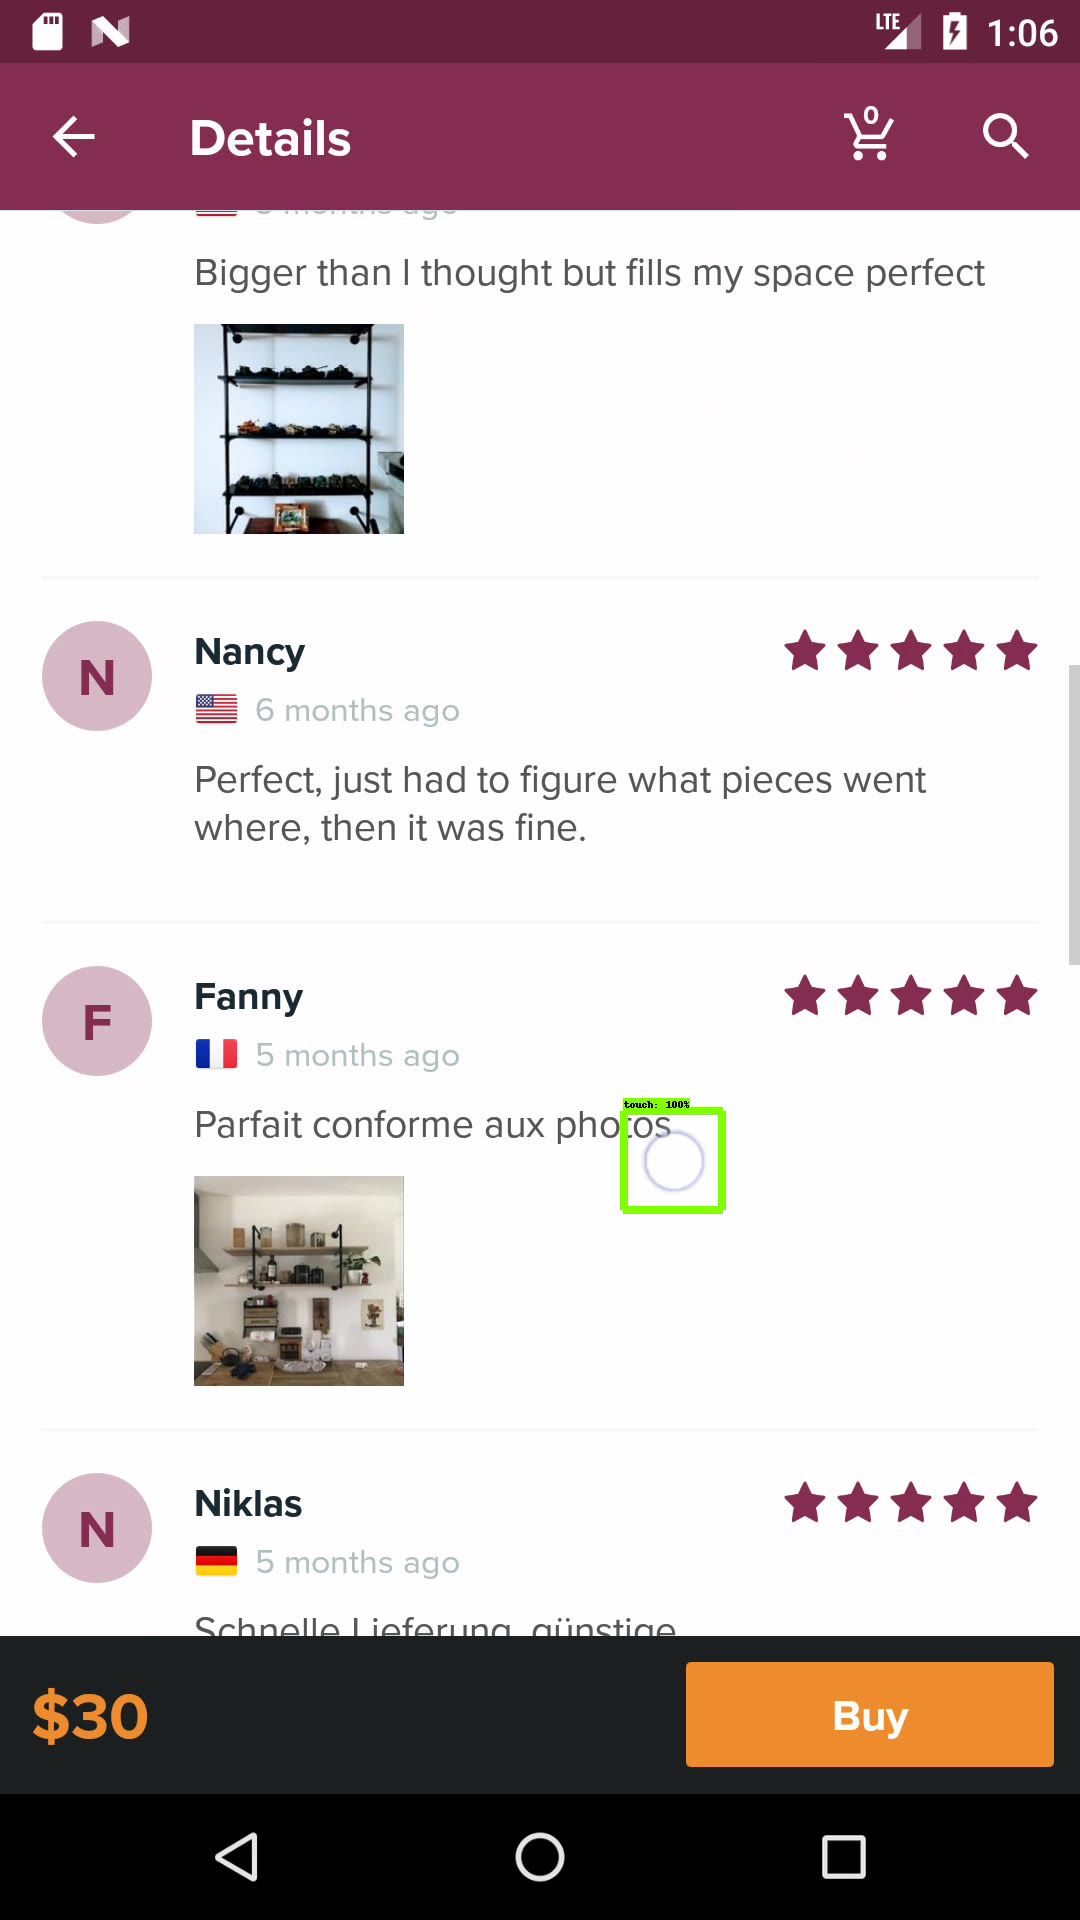 LTE 1:06
Details 0
Bigger than I thought but fills my space perfect
N Nancy
6 months ago
Perfect, just had to figure what pieces went
where, then it was fine.
F Fanny
5 months ago
touch: 100%
Parfait conforme aux photos
N Niklas
5 months ago
Schnelle Lieferung, günstige
$30 Buy